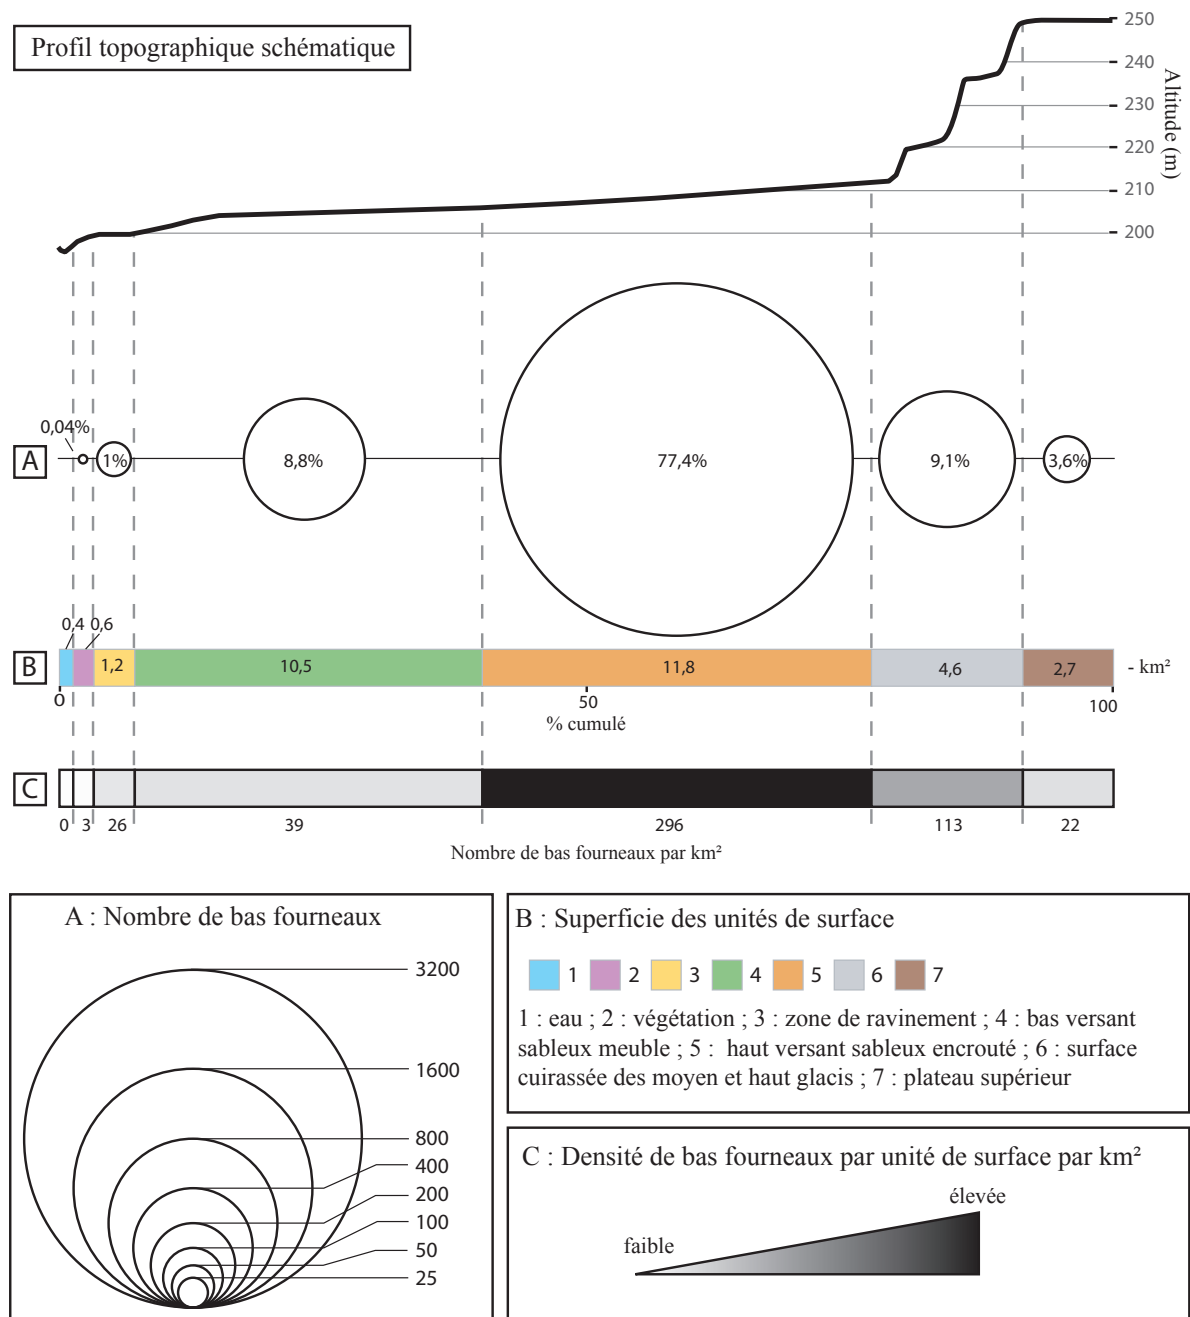 Profil topographique schématique
250
240
230
220
210
200
Altitude (m)
0,04%
A
1%
8,8%
77,4%
9,1%
3,6%
0,4 0,6
B
1,2
10,5
11,8
4,6
2,7
- km²
0
50
100
% cumulé
C
0
3
26
39
296
113
22
Nombre de bas fourneaux par km²
A : Nombre de bas fourneaux
3200
1600
800
400
200
100
50
25
B : Superficie des unités de surface
1 2 3 4 5 6 7
1 : eau ; 2 : végétation ; 3 : zone de ravinement ; 4 : bas versant
sableux meuble ; 5 : haut versant sableux encrouté ; 6 : surface
cuirassée des moyen et haut glacis ; 7 : plateau supérieur
C : Densité de bas fourneaux par unité de surface par km²
élevée
faible